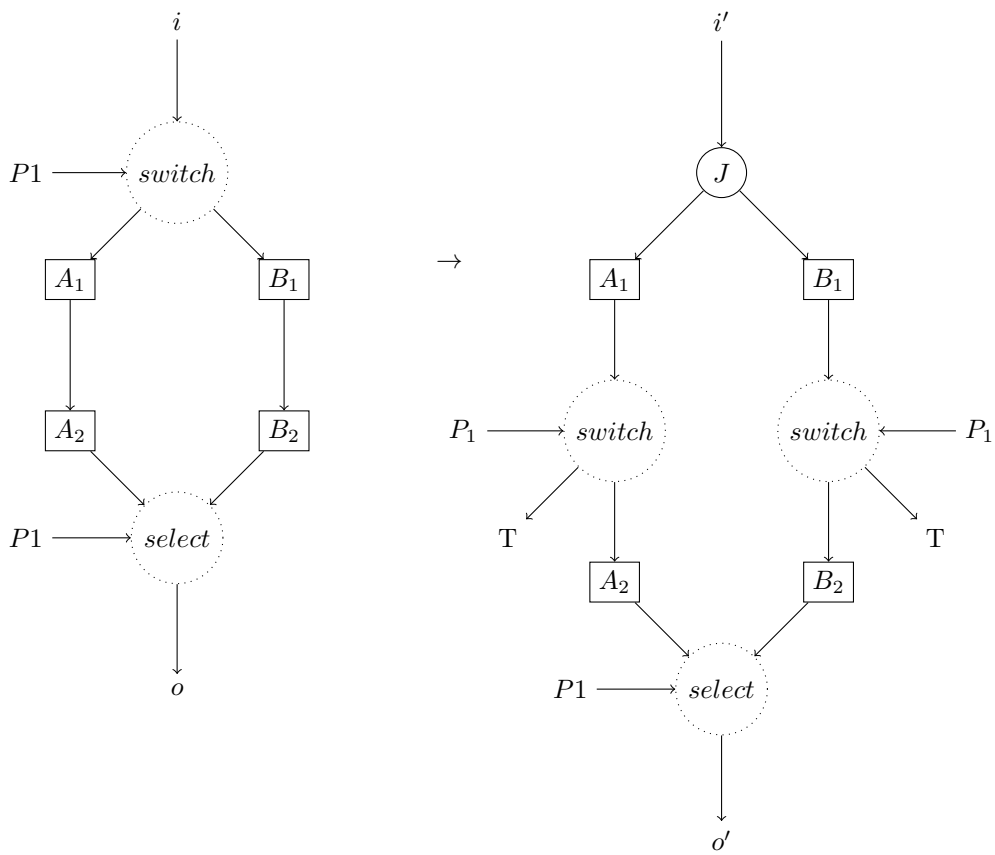 i
i′
P1
switch
J
A₁
B₁
→
A₁
B₁
A₂
B₂
P₁
switch
switch
P₁
P1
select
T
T
A₂
B₂
o
P1
select
o′